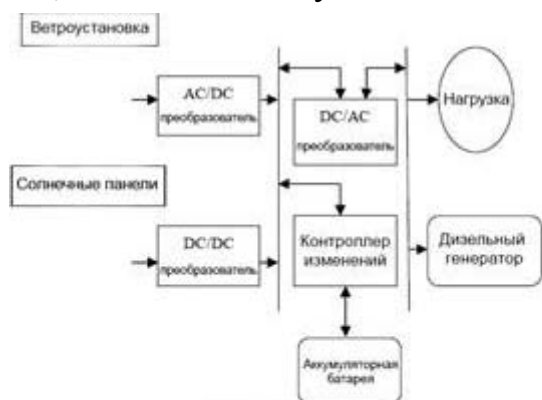 Ветроустановка
AC/DC
преобразователь
DC/AC
преобразователь
Нагрузка
Солнечные панели
DC/DC
преобразователь
Контроллер
изменений
Дизельный
генератор
Аккумуляторная
батарея